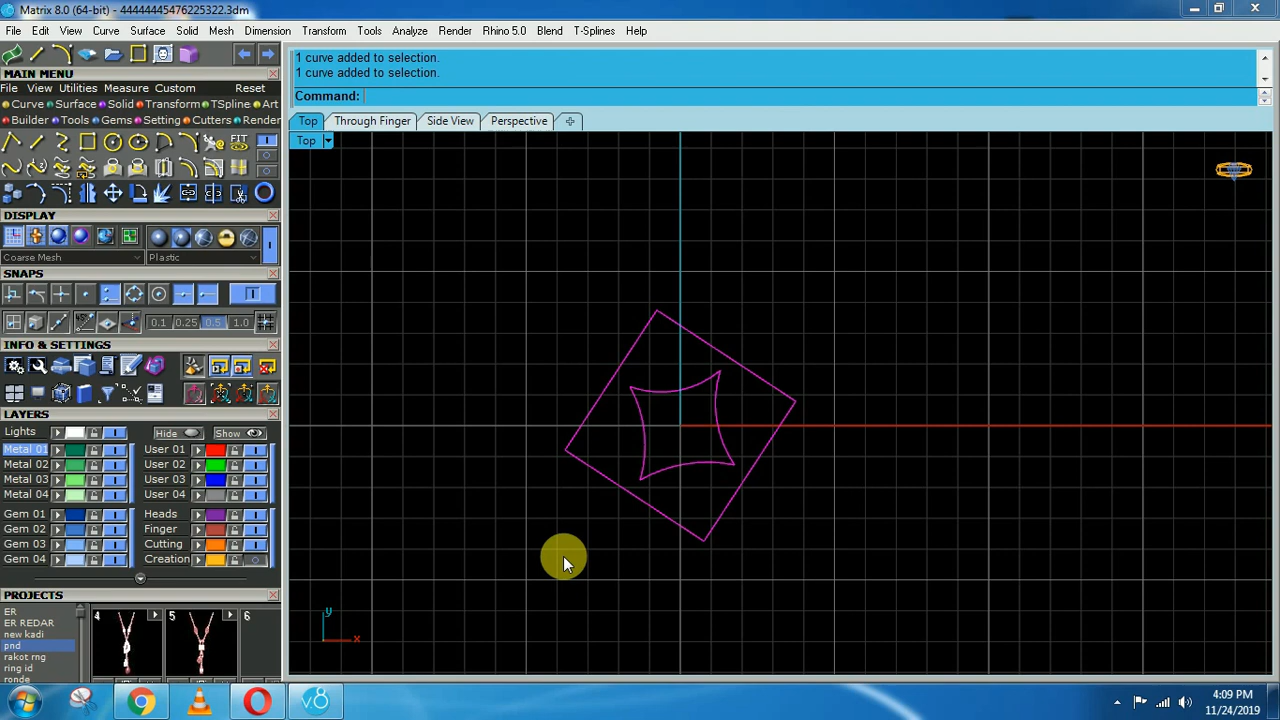 Matrix 8.0 (64-bit) - 44444445476225322.3dm
File Edit View Curve Surface Solid Mesh Dimension Transform Tools Analyze Render Rhino 5.0 Blend T-Splines Help
1 curve added to selection.
1 curve added to selection.
Command:
MAIN MENU
File View Utilities Measure Custom Reset
Curve Surface Solid Transform TSpline Art
Builder Tools Gems Setting Cutters Render
Top Through Finger Side View Perspective
Top
FIT
DISPLAY
Coarse Mesh Plastic
SNAPS
0.1 0.25 0.5 1.0
INFO & SETTINGS
LAYERS
Lights Hide Show
Metal 01 User 01
Metal 02 User 02
Metal 03 User 03
Metal 04 User 04
Gem 01 Heads
Gem 02 Finger
Gem 03 Cutting
Gem 04 Creation
PROJECTS
ER
ER REDAR
new kadi
pnd
rakot rng
ring id
ronde
4 5 6
y
x
4:09 PM
11/24/2019